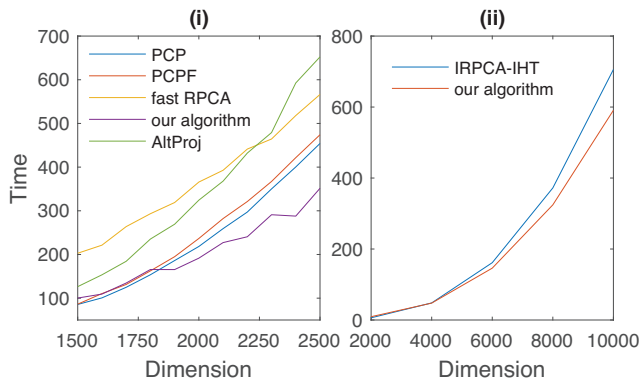 (i)
700
600
500
400
300
200
100
Time
PCP
PCPF
fast RPCA
our algorithm
AltProj
1500 1750 2000 2250 2500
Dimension
(ii)
800
600
400
200
0
IRPCA-IHT
our algorithm
2000 4000 6000 8000 10000
Dimension